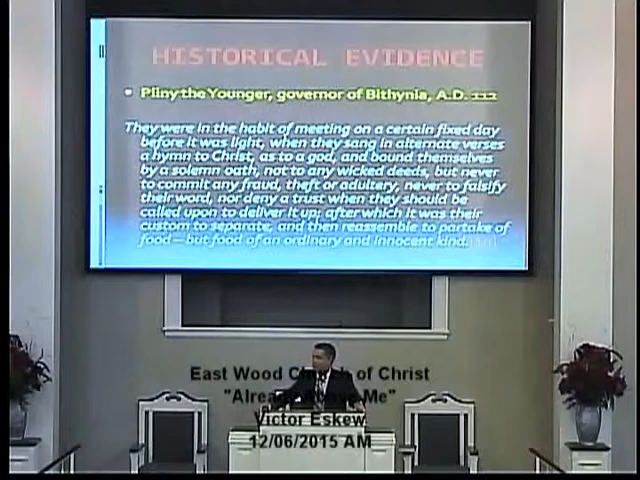 HISTORICAL EVIDENCE
• Pliny the Younger, governor of Bithynia, A.D. 112
They were in the habit of meeting on a certain fixed day
before it was light, when they sang in alternate verses
a hymn to Christ, as to a god, and bound themselves
by a solemn oath, not to any wicked deeds, but never
to commit any fraud, theft or adultery, never to falsify
their word, nor deny a trust when they should be
called upon to deliver it up; after which it was their
custom to separate, and then reassemble to partake of
food – but food of an ordinary and innocent kind.
East Wood Church of Christ
"Already Me"
Victor Eskew
12/06/2015 AM